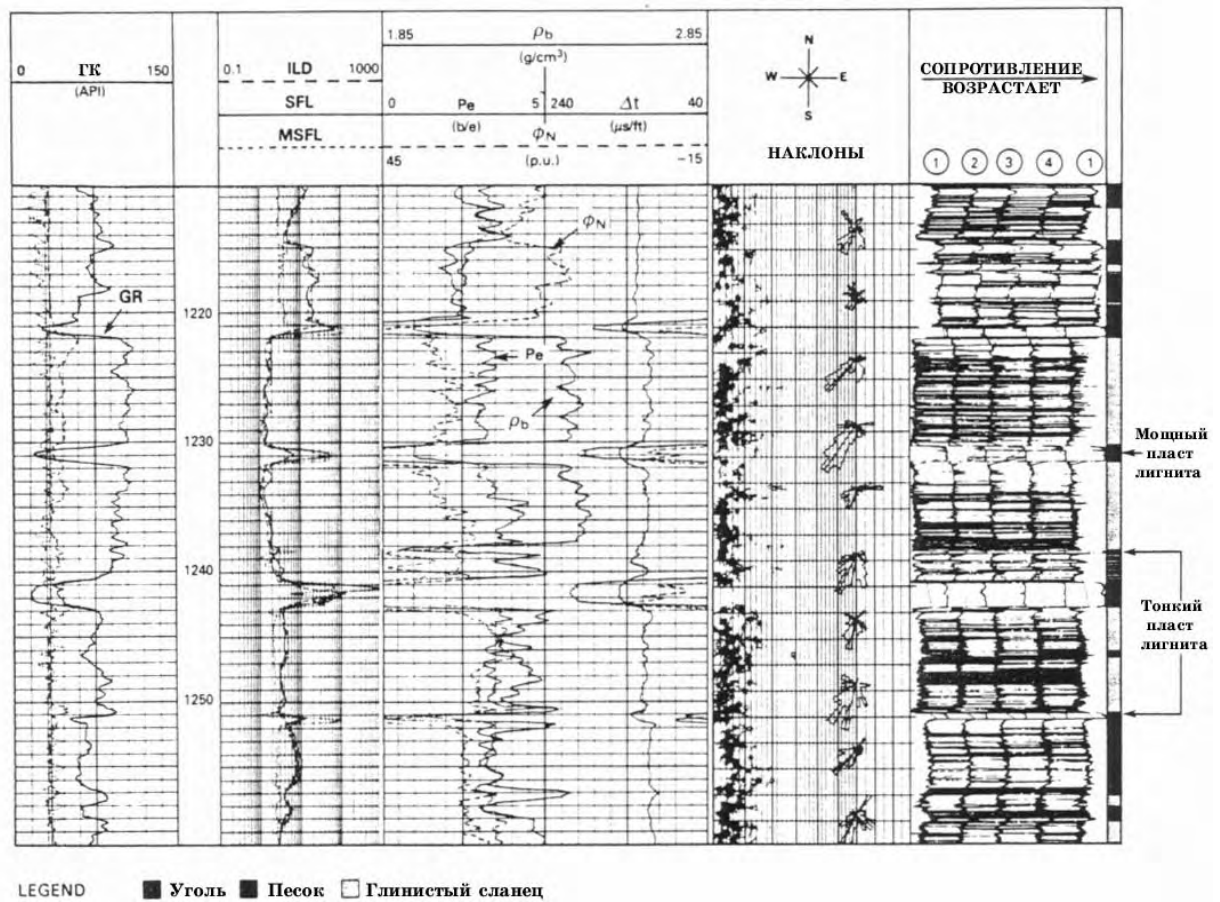 0 ГК 150
(API)
0.1 ILD 1000
SFL
MSFL
1.85 ρb 2.85
(g/cm³)
0 Pe 5 240 Δt 40
(b/e) (μs/ft)
ϕN
45 (p.u.) −15
N
W E
S
НАКЛОНЫ
СОПРОТИВЛЕНИЕ
ВОЗРАСТАЕТ
1 2 3 4 1
ϕN
GR
1220
Pe
ρb
1230
Мощный
пласт
лигнита
1240
Тонкий
пласт
лигнита
1250
LEGEND Уголь Песок Глинистый сланец